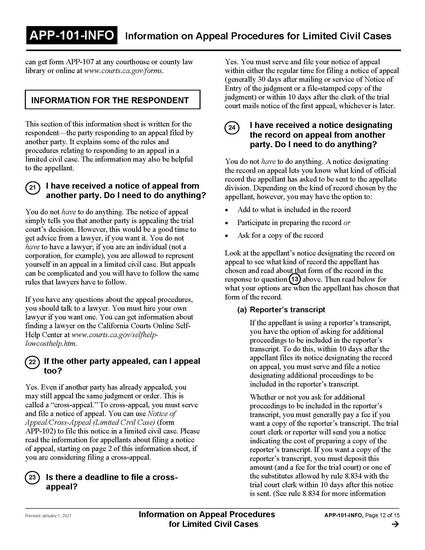 APP-101-INFO Information on Appeal Procedures for Limited Civil Cases
can get form APP-107 at any courthouse or county law
library or online at www.courts.ca.gov/forms.
INFORMATION FOR THE RESPONDENT
This section of this information sheet is written for the
respondent—the party responding to an appeal filed by
another party. It explains some of the rules and
procedures relating to responding to an appeal in a
limited civil case. The information may also be helpful
to the appellant.
21 I have received a notice of appeal from
another party. Do I need to do anything?
You do not have to do anything. The notice of appeal
simply tells you that another party is appealing the trial
court's decision. However, this would be a good time to
get advice from a lawyer, if you want it. You do not
have to have a lawyer; if you are an individual (not a
corporation, for example), you are allowed to represent
yourself in an appeal in a limited civil case. But appeals
can be complicated and you will have to follow the same
rules that lawyers have to follow.
If you have any questions about the appeal procedures,
you should talk to a lawyer. You must hire your own
lawyer if you want one. You can get information about
finding a lawyer on the California Courts Online Self-
Help Center at www.courts.ca.gov/selfhelp-
lowcosthelp.htm.
22 If the other party appealed, can I appeal
too?
Yes. Even if another party has already appealed, you
may still appeal the same judgment or order. This is
called a "cross-appeal." To cross-appeal, you must serve
and file a notice of appeal. You can use Notice of
Appeal/Cross-Appeal (Limited Civil Case) (form
APP-102) to file this notice in a limited civil case. Please
read the information for appellants about filing a notice
of appeal, starting on page 2 of this information sheet, if
you are considering filing a cross-appeal.
23 Is there a deadline to file a cross-
appeal?
Yes. You must serve and file your notice of appeal
within either the regular time for filing a notice of appeal
(generally 30 days after mailing or service of Notice of
Entry of the judgment or a file-stamped copy of the
judgment) or within 10 days after the clerk of the trial
court mails notice of the first appeal, whichever is later.
24 I have received a notice designating
the record on appeal from another
party. Do I need to do anything?
You do not have to do anything. A notice designating
the record on appeal lets you know what kind of official
record the appellant has asked to be sent to the appellate
division. Depending on the kind of record chosen by the
appellant, however, you may have the option to:
• Add to what is included in the record
• Participate in preparing the record or
• Ask for a copy of the record
Look at the appellant's notice designating the record on
appeal to see what kind of record the appellant has
chosen and read about that form of record in the
response to question 13 above. Then read below for
what your options are when the appellant has chosen that
form of record.
(a) Reporter's transcript
If the appellant is using a reporter's transcript,
you have the option of asking for additional
proceedings to be included in the reporter's
transcript. To do this, within 10 days after the
appellant files its notice designating the record
on appeal, you must serve and file a notice
designating additional proceedings to be
included in the reporter's transcript.
Whether or not you ask for additional
proceedings to be included in the reporter's
transcript, you must generally pay a fee if you
want a copy of the reporter's transcript. The trial
court clerk or reporter will send you a notice
indicating the cost of preparing a copy of the
reporter's transcript. If you want a copy of the
reporter's transcript, you must deposit this
amount (and a fee for the trial court) or one of
the substitutes allowed by rule 8.834 with the
trial court clerk within 10 days after this notice
is sent. (See rule 8.834 for more information
Revised January 1, 2021
Information on Appeal Procedures
for Limited Civil Cases
APP-101-INFO, Page 12 of 15
→